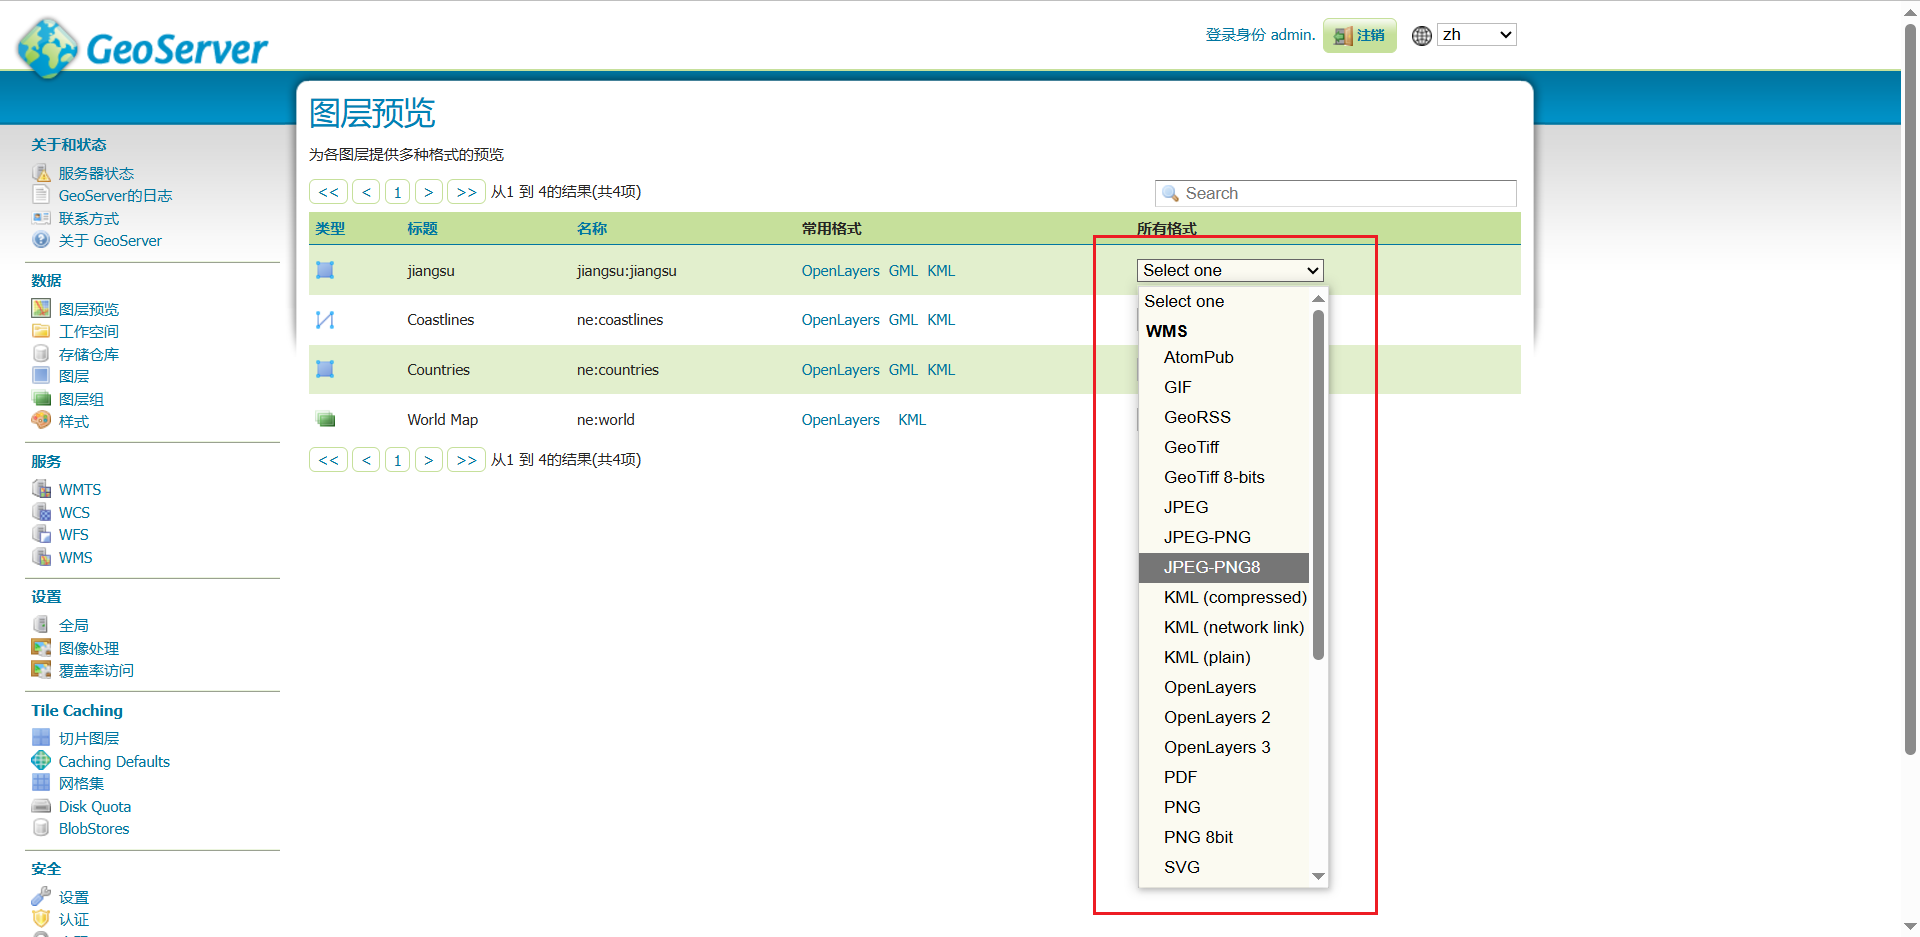 GeoServer
登录身份 admin.
注销
zh
关于和状态
服务器状态
GeoServer的日志
联系方式
关于 GeoServer
数据
图层预览
工作空间
存储仓库
图层
图层组
样式
服务
WMTS
WCS
WFS
WMS
设置
全局
图像处理
覆盖率访问
Tile Caching
切片图层
Caching Defaults
网格集
Disk Quota
BlobStores
安全
设置
认证
图层预览
为各图层提供多种格式的预览
<< < 1 > >> 从1 到 4的结果(共4项)
Search
类型 标题 名称 常用格式 所有格式
jiangsu jiangsu:jiangsu OpenLayers GML KML Select one
Coastlines ne:coastlines OpenLayers GML KML
Countries ne:countries OpenLayers GML KML
World Map ne:world OpenLayers KML
<< < 1 > >> 从1 到 4的结果(共4项)
Select one
WMS
AtomPub
GIF
GeoRSS
GeoTiff
GeoTiff 8-bits
JPEG
JPEG-PNG
JPEG-PNG8
KML (compressed)
KML (network link)
KML (plain)
OpenLayers
OpenLayers 2
OpenLayers 3
PDF
PNG
PNG 8bit
SVG